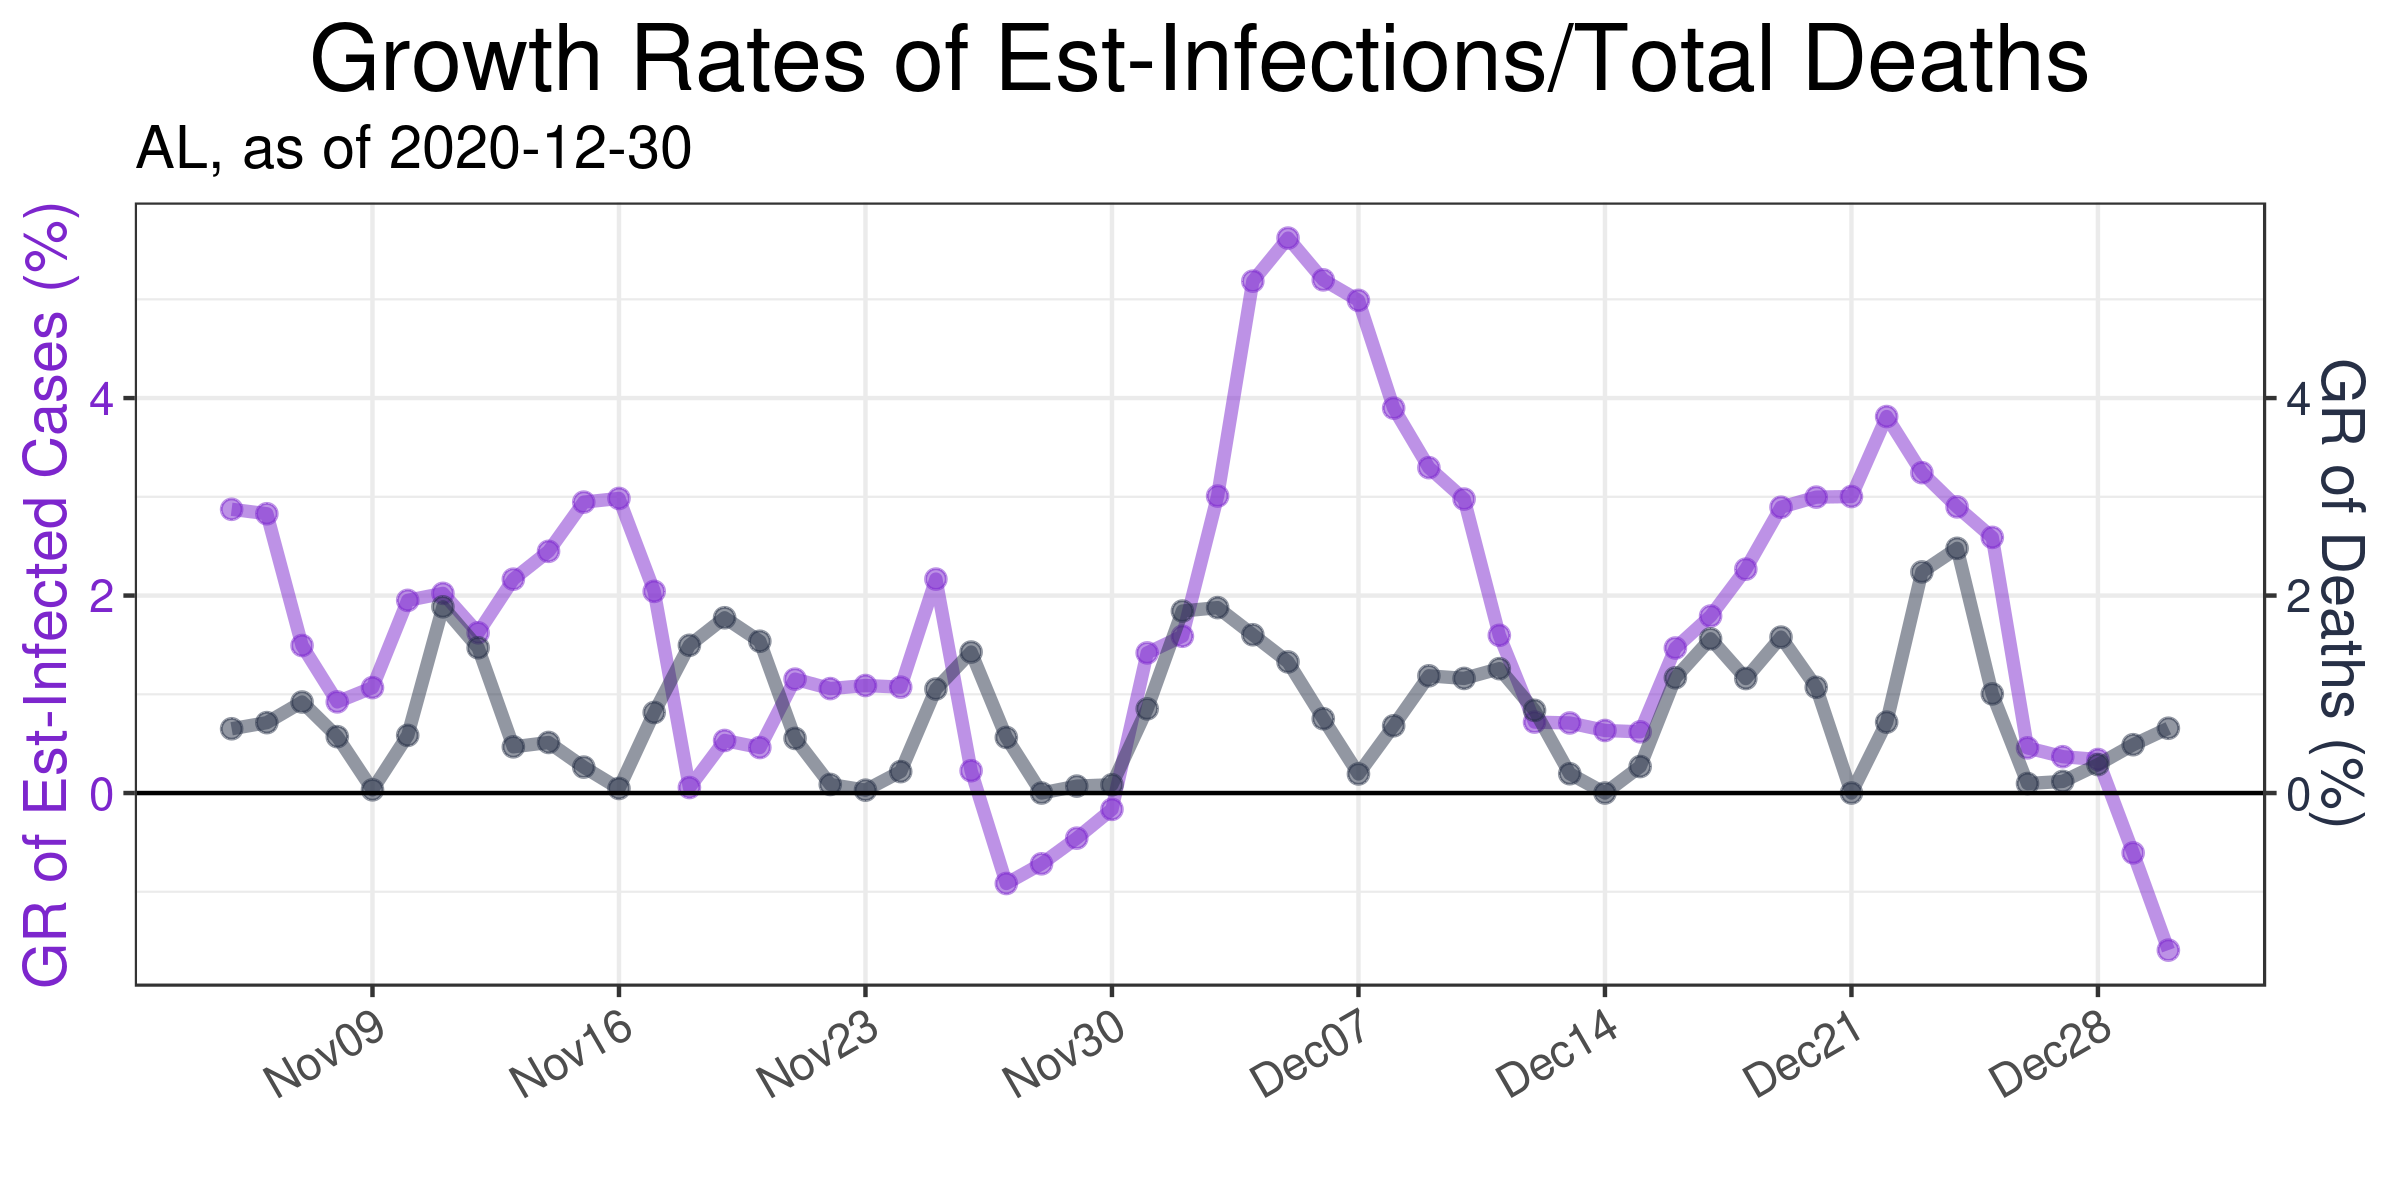 Growth Rates of Est-Infections/Total Deaths
AL, as of 2020-12-30
GR of Est-Infected Cases (%)
4
2
0
4
2
0
GR of Deaths (%)
Nov09
Nov16
Nov23
Nov30
Dec07
Dec14
Dec21
Dec28